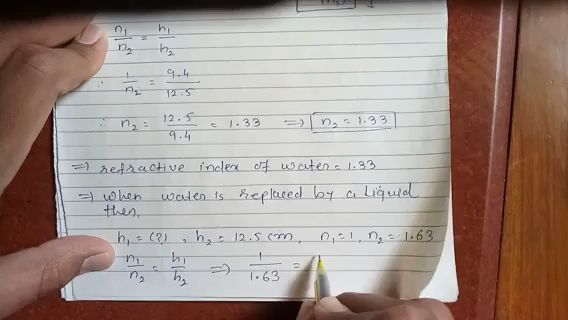 n1/n2 = h1/h2
∴ 1/n2 = 9.4/12.5
∴ n2 = 12.5/9.4 = 1.33 ⇒ n2 = 1.33
⇒ refractive index of water = 1.33
⇒ when water is replaced by a liquid
then,
h1 = (?), h2 = 12.5 cm, n1 = 1, n2 = 1.63
n1/n2 = h1/h2 ⇒ 1/1.63 =